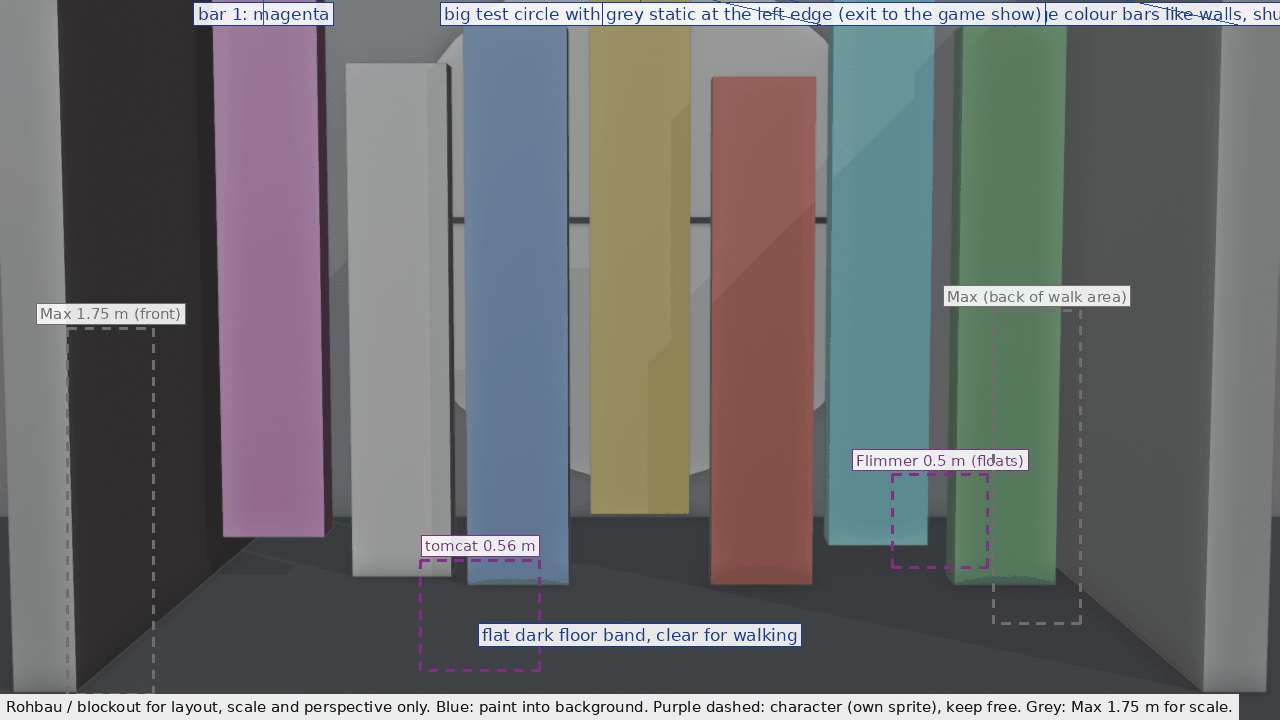 bar 1: magenta
big test circle with
grey static at the left edge (exit to the game show)
colour bars like walls,
Max (back of walk area)
Max 1.75 m (front)
Flimmer 0.5 m (floats)
tomcat 0.56 m
flat dark floor band, clear for walking
Rohbau / blockout for layout, scale and perspective only. Blue: paint into background. Purple dashed: character (own sprite), keep free. Grey: Max 1.75 m for scale.